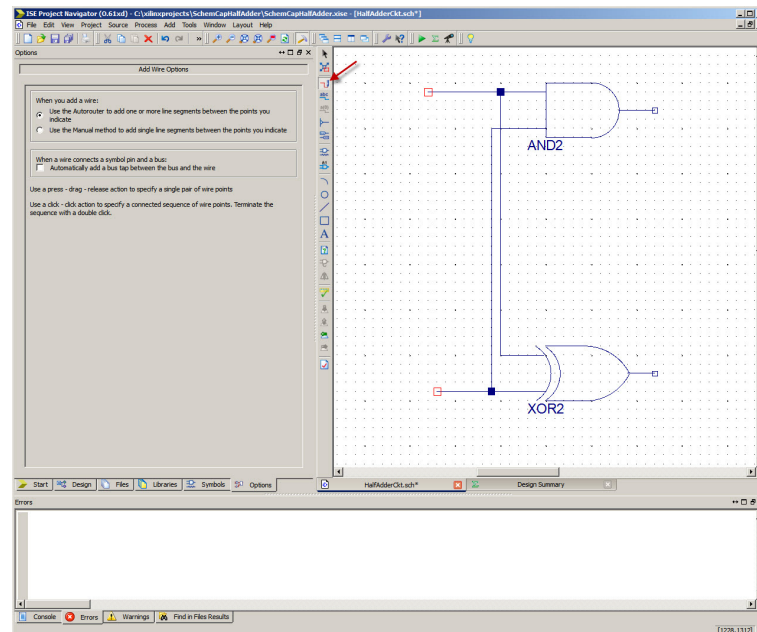 ISE Project Navigator (O.61xd) - C:\xilinxprojects\SchemCapHalfAdder\SchemCapHalfAdder.xise - [HalfAdderCkt.sch*]
File Edit View Project Source Process Add Tools Window Layout Help
Options
Add Wire Options
When you add a wire:
Use the Autorouter to add one or more line segments between the points you
indicate
Use the Manual method to add single line segments between the points you indicate
When a wire connects a symbol pin and a bus:
Automatically add a bus tap between the bus and the wire
Use a press - drag - release action to specify a single pair of wire points
Use a click - click action to specify a connected sequence of wire points. Terminate the
sequence with a double click.
AND2
XOR2
Start Design Files Libraries Symbols Options
HalfAdderCkt.sch* Design Summary
Errors
Console Errors Warnings Find in Files Results
[1228,1312]